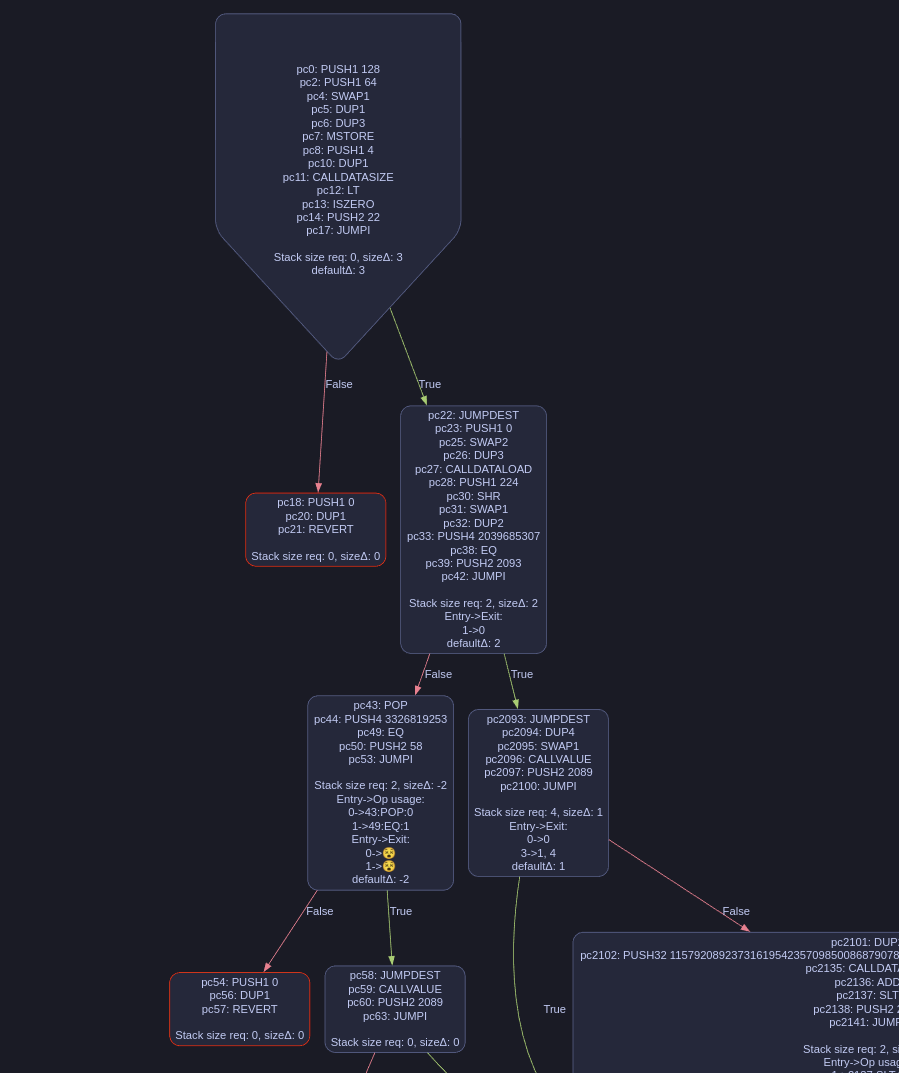 pc0: PUSH1 128
pc2: PUSH1 64
pc4: SWAP1
pc5: DUP1
pc6: DUP3
pc7: MSTORE
pc8: PUSH1 4
pc10: DUP1
pc11: CALLDATASIZE
pc12: LT
pc13: ISZERO
pc14: PUSH2 22
pc17: JUMPI
Stack size req: 0, sizeΔ: 3
defaultΔ: 3
False
True
pc22: JUMPDEST
pc23: PUSH1 0
pc25: SWAP2
pc26: DUP3
pc27: CALLDATALOAD
pc28: PUSH1 224
pc30: SHR
pc31: SWAP1
pc32: DUP2
pc33: PUSH4 2039685307
pc38: EQ
pc39: PUSH2 2093
pc42: JUMPI
Stack size req: 2, sizeΔ: 2
Entry->Exit:
1->0
defaultΔ: 2
pc18: PUSH1 0
pc20: DUP1
pc21: REVERT
Stack size req: 0, sizeΔ: 0
False
True
pc43: POP
pc44: PUSH4 3326819253
pc49: EQ
pc50: PUSH2 58
pc53: JUMPI
Stack size req: 2, sizeΔ: -2
Entry->Op usage:
0->43:POP:0
1->49:EQ:1
Entry->Exit:
0->😵
1->😵
defaultΔ: -2
pc2093: JUMPDEST
pc2094: DUP4
pc2095: SWAP1
pc2096: CALLVALUE
pc2097: PUSH2 2089
pc2100: JUMPI
Stack size req: 4, sizeΔ: 1
Entry->Exit:
0->0
3->1, 4
defaultΔ: 1
False
True
False
pc54: PUSH1 0
pc56: DUP1
pc57: REVERT
Stack size req: 0, sizeΔ: 0
pc58: JUMPDEST
pc59: CALLVALUE
pc60: PUSH2 2089
pc63: JUMPI
Stack size req: 0, sizeΔ: 0
True
pc2101: DUP
pc2102: PUSH32 1157920892373161954235709850086879078
pc2135: CALLDAT
pc2136: ADD
pc2137: SLT
pc2138: PUSH2
pc2141: JUM
Stack size req: 2, si
Entry->Op usa